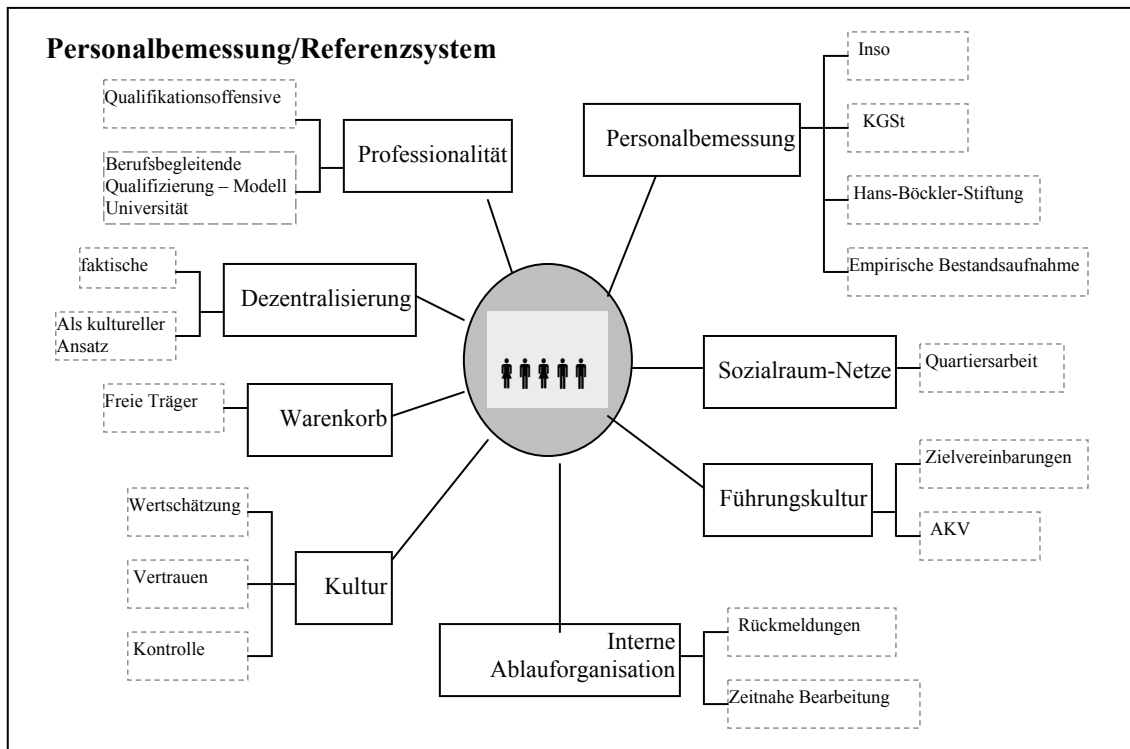 Personalbemessung/Referenzsystem
Qualifikationsoffensive
Berufsbegleitende
Qualifizierung – Modell
Universität
Professionalität
faktische
Als kultureller
Ansatz
Dezentralisierung
Freie Träger
Warenkorb
Wertschätzung
Vertrauen
Kontrolle
Kultur
Personalbemessung
Inso
KGSt
Hans-Böckler-Stiftung
Empirische Bestandsaufnahme
Sozialraum-Netze
Quartiersarbeit
Führungskultur
Zielvereinbarungen
AKV
Interne
Ablauforganisation
Rückmeldungen
Zeitnahe Bearbeitung